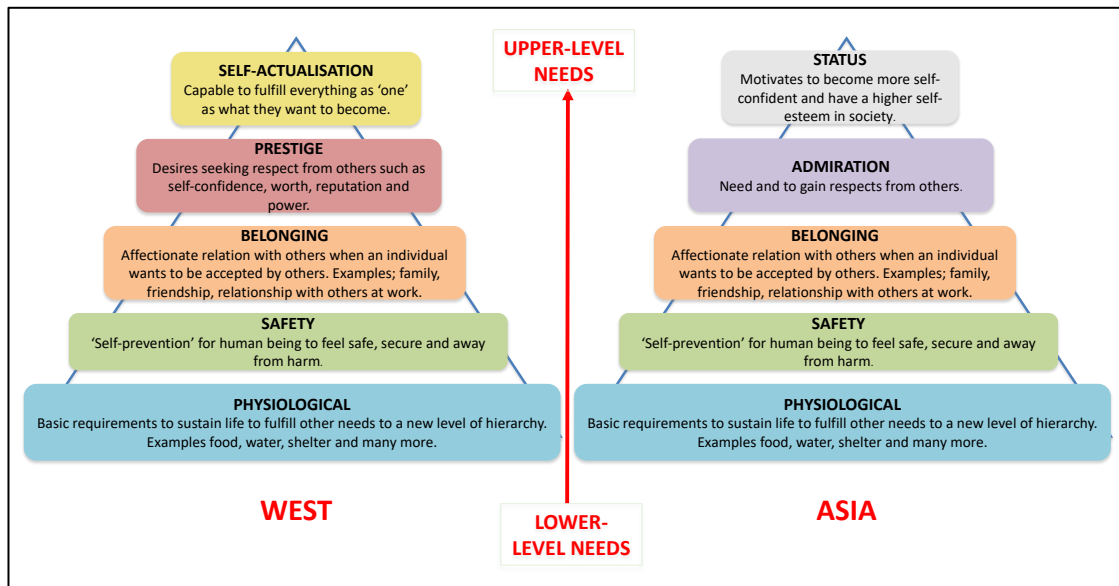 SELF-ACTUALISATION
Capable to fulfill everything as ‘one’
as what they want to become.
PRESTIGE
Desires seeking respect from others such as
self-confidence, worth, reputation and
power.
BELONGING
Affectionate relation with others when an individual
wants to be accepted by others. Examples; family,
friendship, relationship with others at work.
SAFETY
‘Self-prevention’ for human being to feel safe, secure and away
from harm.
PHYSIOLOGICAL
Basic requirements to sustain life to fulfill other needs to a new level of hierarchy.
Examples food, water, shelter and many more.
WEST
UPPER-LEVEL
NEEDS
LOWER-
LEVEL NEEDS
STATUS
Motivates to become more self-
confident and have a higher self-
esteem in society.
ADMIRATION
Need and to gain respects from others.
BELONGING
Affectionate relation with others when an individual
wants to be accepted by others. Examples; family,
friendship, relationship with others at work.
SAFETY
‘Self-prevention’ for human being to feel safe, secure and away
from harm.
PHYSIOLOGICAL
Basic requirements to sustain life to fulfill other needs to a new level of hierarchy.
Examples food, water, shelter and many more.
ASIA